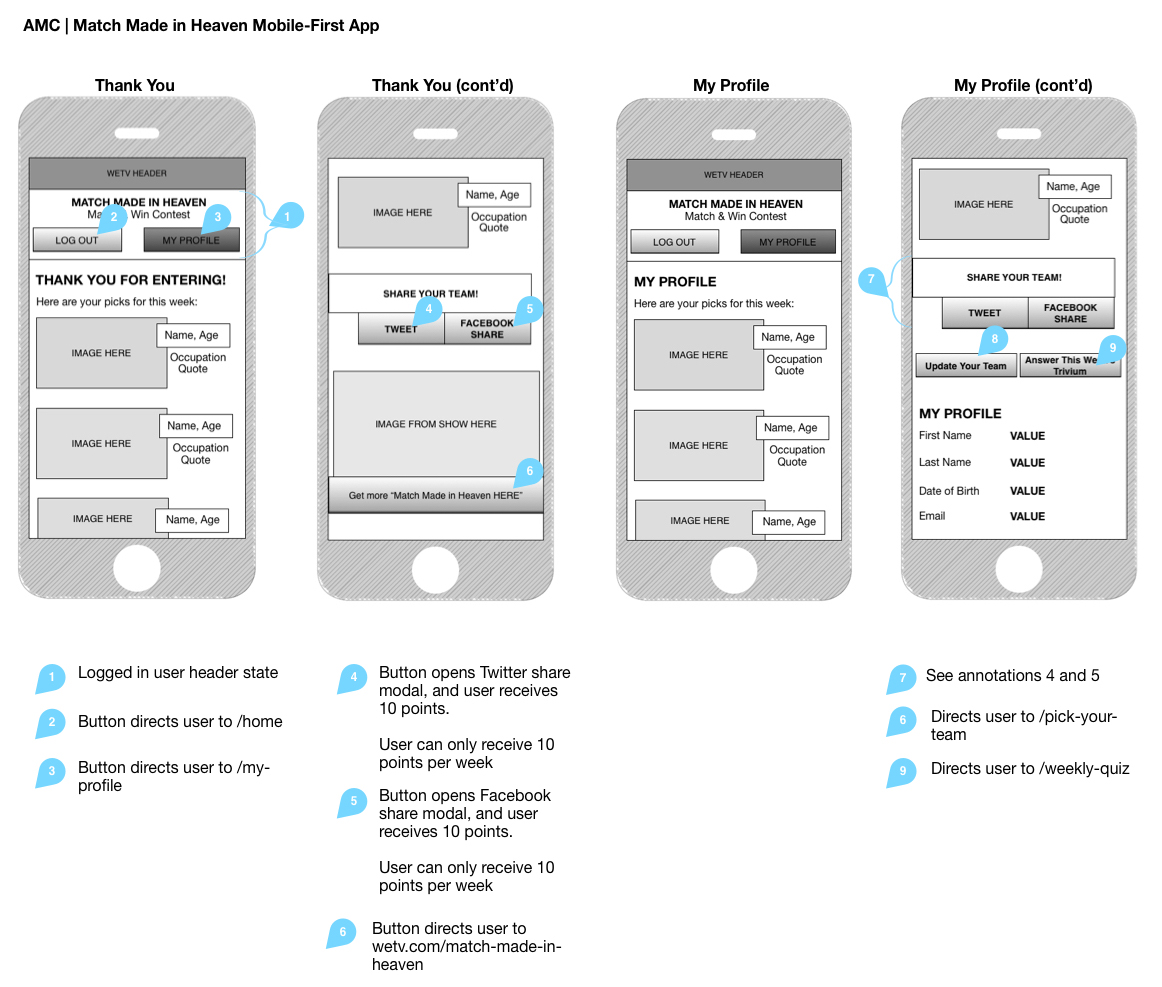 AMC | Match Made in Heaven Mobile-First App
Thank You
WETV HEADER
MATCH MADE IN HEAVEN
Win Contest
2
3
1
LOG OUT
MY PROFILE
THANK YOU FOR ENTERING!
Here are your picks for this week:
IMAGE HERE
Name, Age
Occupation
Quote
IMAGE HERE
Name, Age
Occupation
Quote
IMAGE HERE
Name, Age
Thank You (cont’d)
IMAGE HERE
Name, Age
Occupation
Quote
SHARE YOUR TEAM!
4
5
TWEET
FACEBOOK
SHARE
IMAGE FROM SHOW HERE
6
Get more “Match Made in Heaven HERE”
My Profile
WETV HEADER
MATCH MADE IN HEAVEN
Match & Win Contest
LOG OUT
MY PROFILE
MY PROFILE
Here are your picks for this week:
IMAGE HERE
Name, Age
Occupation
Quote
IMAGE HERE
Name, Age
Occupation
Quote
IMAGE HERE
Name, Age
My Profile (cont’d)
IMAGE HERE
Name, Age
Occupation
Quote
7
SHARE YOUR TEAM!
TWEET
FACEBOOK
SHARE
8
9
Update Your Team
Answer This
Trivium
MY PROFILE
First Name VALUE
Last Name VALUE
Date of Birth VALUE
Email VALUE
1 Logged in user header state
2 Button directs user to /home
3 Button directs user to /my-
profile
4 Button opens Twitter share
modal, and user receives
10 points.
User can only receive 10
points per week
5 Button opens Facebook
share modal, and user
receives 10 points.
User can only receive 10
points per week
6 Button directs user to
wetv.com/match-made-in-
heaven
7 See annotations 4 and 5
6 Directs user to /pick-your-
team
9 Directs user to /weekly-quiz